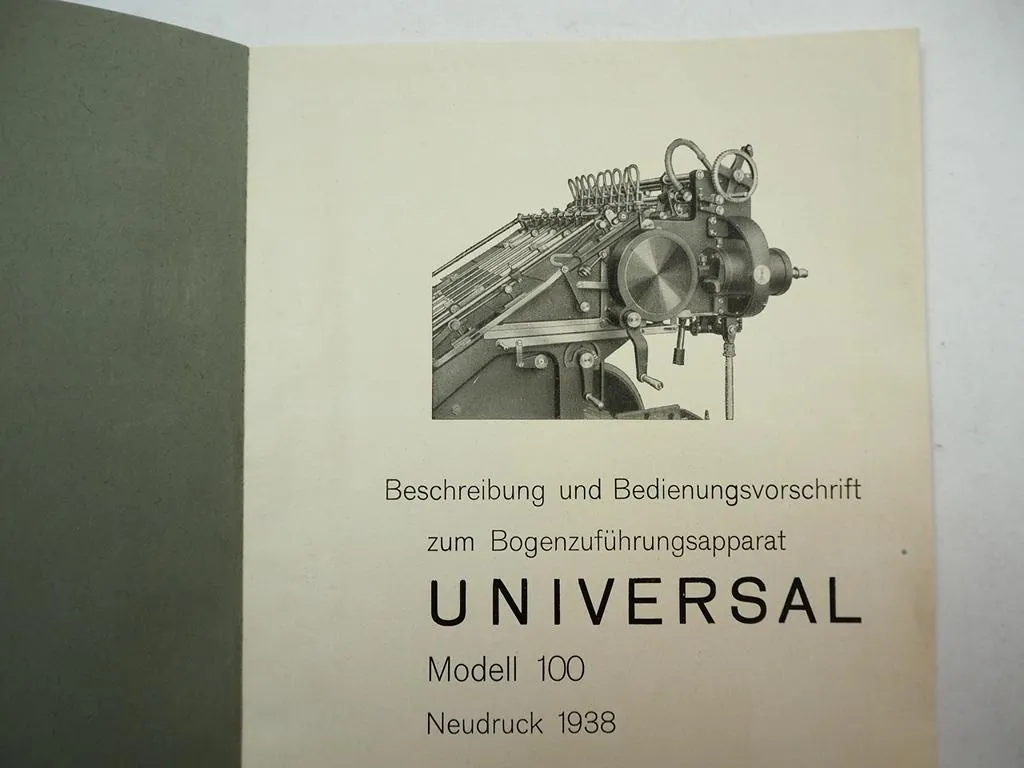 Beschreibung und Bedienungsvorschrift
zum Bogenzuführungsapparat
UNIVERSAL
Modell 100
Neudruck 1938